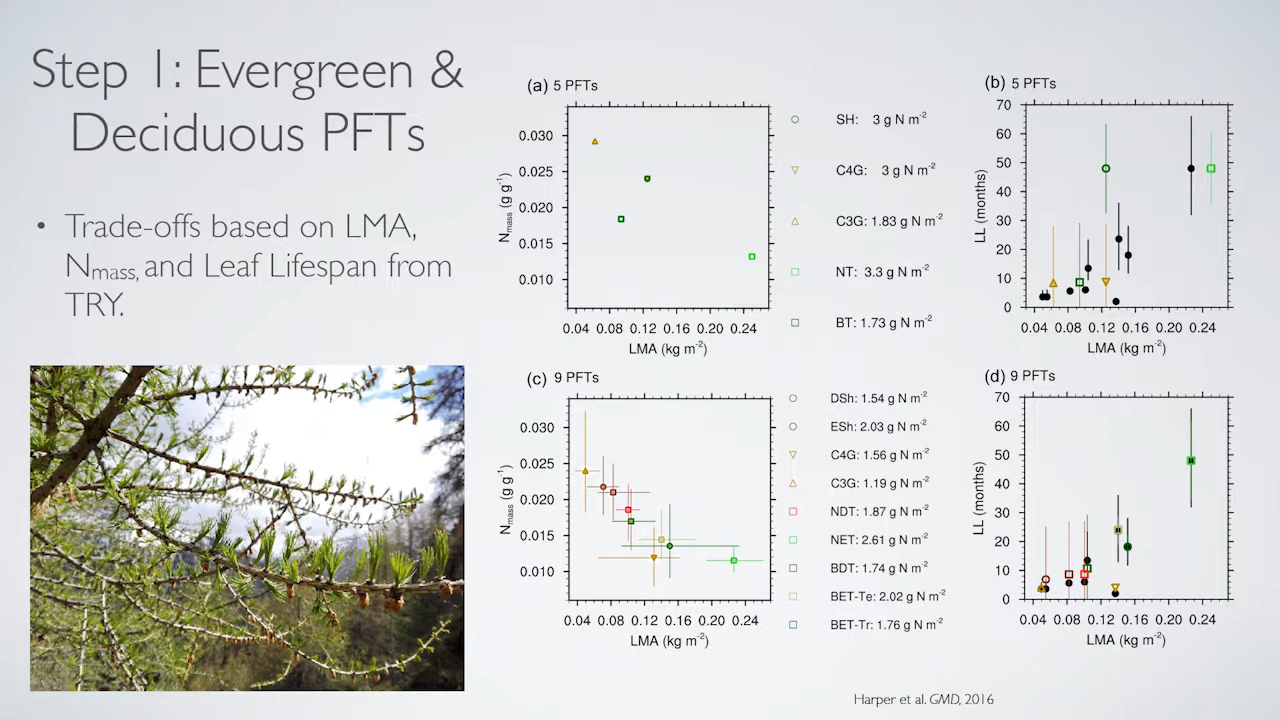 Step 1: Evergreen &
Deciduous PFTs
• Trade-offs based on LMA,
Nmass, and Leaf Lifespan from
TRY.
(a) 5 PFTs
0.030
0.025
0.020
0.015
0.010
Nmass (g g-1)
0.04 0.08 0.12 0.16 0.20 0.24
LMA (kg m-2)
SH: 3 g N m-2
C4G: 3 g N m-2
C3G: 1.83 g N m-2
NT: 3.3 g N m-2
BT: 1.73 g N m-2
(b) 5 PFTs
70
60
50
40
30
20
10
0
LL (months)
0.04 0.08 0.12 0.16 0.20 0.24
LMA (kg m-2)
(c) 9 PFTs
0.030
0.025
0.020
0.015
0.010
Nmass (g g-1)
0.04 0.08 0.12 0.16 0.20 0.24
LMA (kg m-2)
DSh: 1.54 g N m-2
ESh: 2.03 g N m-2
C4G: 1.56 g N m-2
C3G: 1.19 g N m-2
NDT: 1.87 g N m-2
NET: 2.61 g N m-2
BDT: 1.74 g N m-2
BET-Te: 2.02 g N m-2
BET-Tr: 1.76 g N m-2
(d) 9 PFTs
70
60
50
40
30
20
10
0
LL (months)
0.04 0.08 0.12 0.16 0.20 0.24
LMA (kg m-2)
Harper et al. GMD, 2016